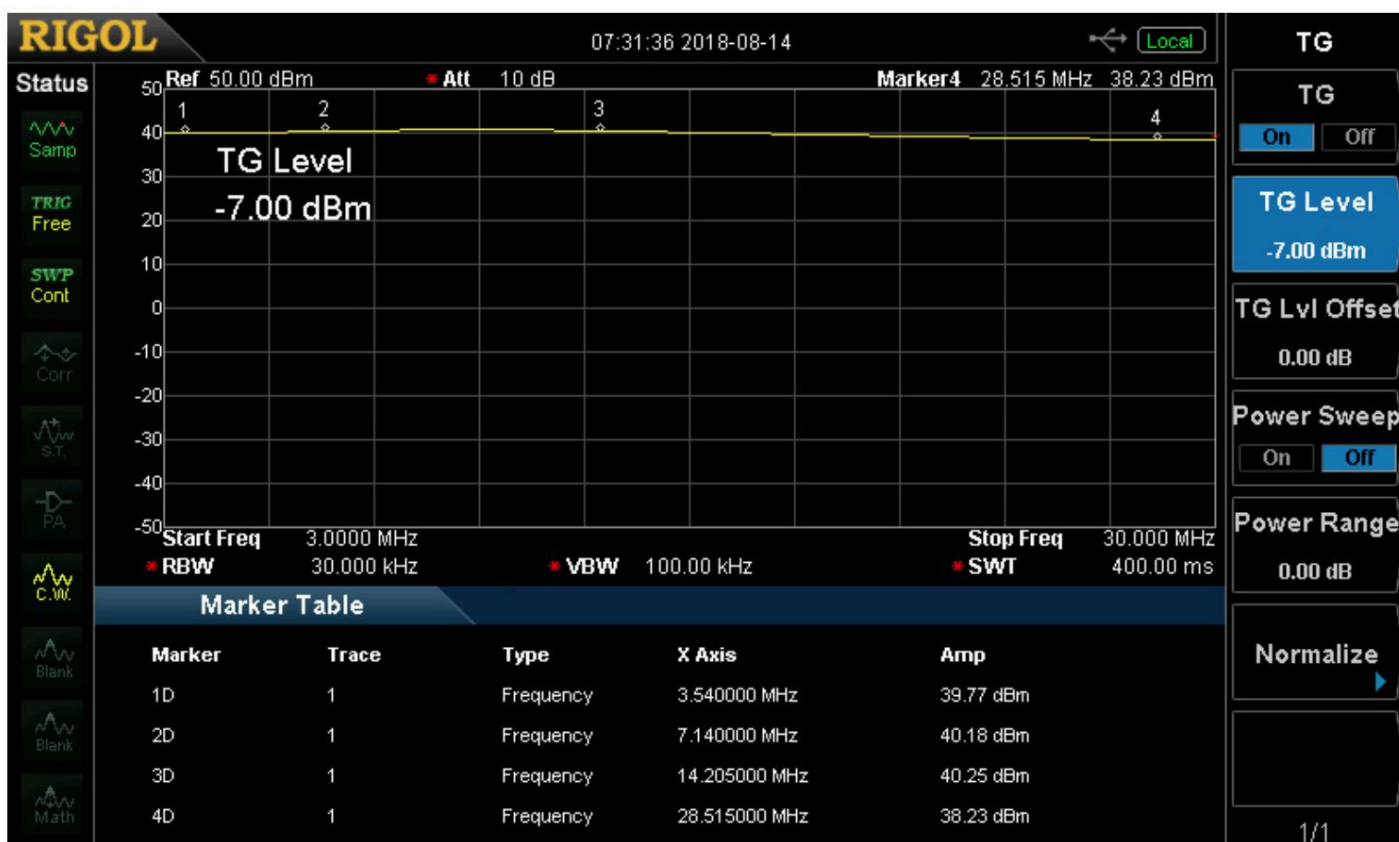 RIGOL
07:31:36 2018-08-14
Local
TG
Status
Ref 50.00 dBm * Att 10 dB Marker4 28.515 MHz 38.23 dBm
50
1 2 3 4
40
TG Level
30
-7.00 dBm
20
10
0
-10
-20
-30
-40
-50
Start Freq 3.0000 MHz Stop Freq 30.000 MHz
* RBW 30.000 kHz * VBW 100.00 kHz * SWT 400.00 ms
Samp
TRIG
Free
SWP
Cont
Corr
S.T.
PA
C.W.
Blank
Blank
Math
Marker Table
Marker Trace Type X Axis Amp
1D 1 Frequency 3.540000 MHz 39.77 dBm
2D 1 Frequency 7.140000 MHz 40.18 dBm
3D 1 Frequency 14.205000 MHz 40.25 dBm
4D 1 Frequency 28.515000 MHz 38.23 dBm
TG
On Off
TG Level
-7.00 dBm
TG Lvl Offset
0.00 dB
Power Sweep
On Off
Power Range
0.00 dB
Normalize
1/1